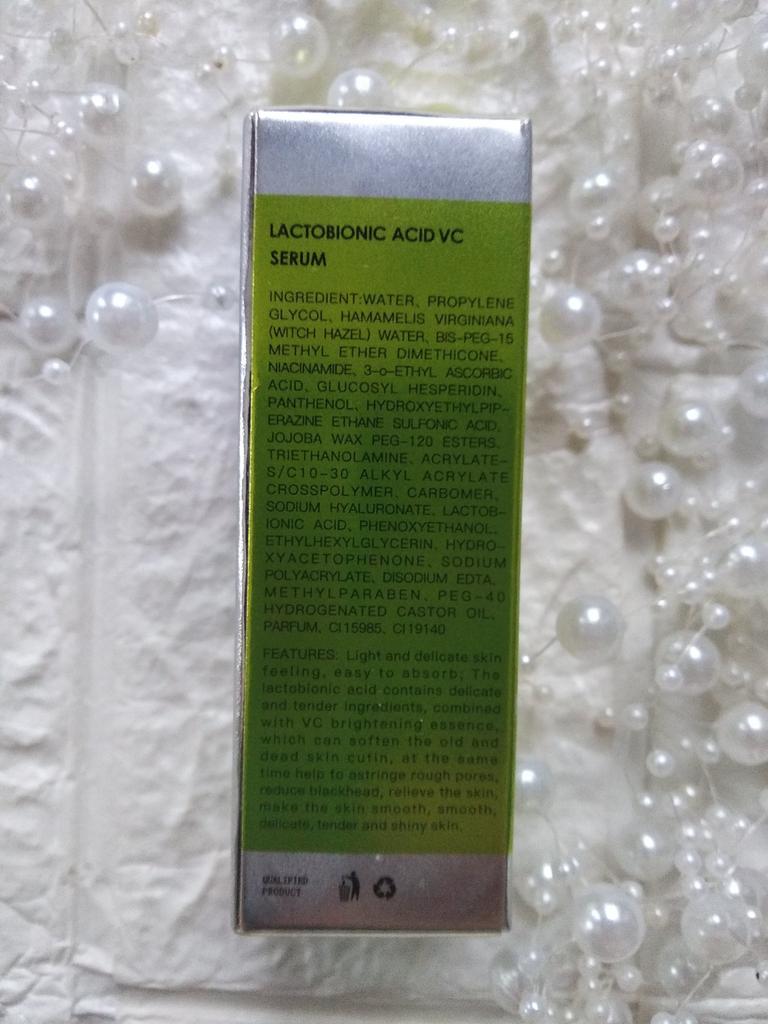 LACTOBIONIC ACID VC
SERUM
INGREDIENT:WATER、PROPYLENE
GLYCOL、HAMAMELIS VIRGINIANA
(WITCH HAZEL) WATER、BIS-PEG-15
METHYL ETHER DIMETHICONE、
NIACINAMIDE、3-o-ETHYL ASCORBIC
ACID、GLUCOSYL HESPERIDIN、
PANTHENOL、HYDROXYETHYLPIP-
ERAZINE ETHANE SULFONIC ACID、
JOJOBA WAX PEG-120 ESTERS、
TRIETHANOLAMINE、ACRYLATE-
S/C10-30 ALKYL ACRYLATE
CROSSPOLYMER、CARBOMER、
SODIUM HYALURONATE、LACTOB-
IONIC ACID、PHENOXYETHANOL、
ETHYLHEXYLGLYCERIN、HYDRO-
XYACETOPHENONE、SODIUM
POLYACRYLATE、DISODIUM EDTA、
METHYLPARABEN、PEG-40
HYDROGENATED CASTOR OIL、
PARFUM、CI 15985、CI 19140
FEATURES: Light and delicate skin
feeling, easy to absorb; The
lactobionic acid contains delicate
and tender ingredients, combined
with VC brightening essence,
which can soften the old and
dead skin cutin, at the same
time help to astringe rough pores,
reduce blackhead, relieve the skin,
make the skin smooth, smooth,
delicate, tender and shiny skin.
QUALIFIRD
PRODUCT